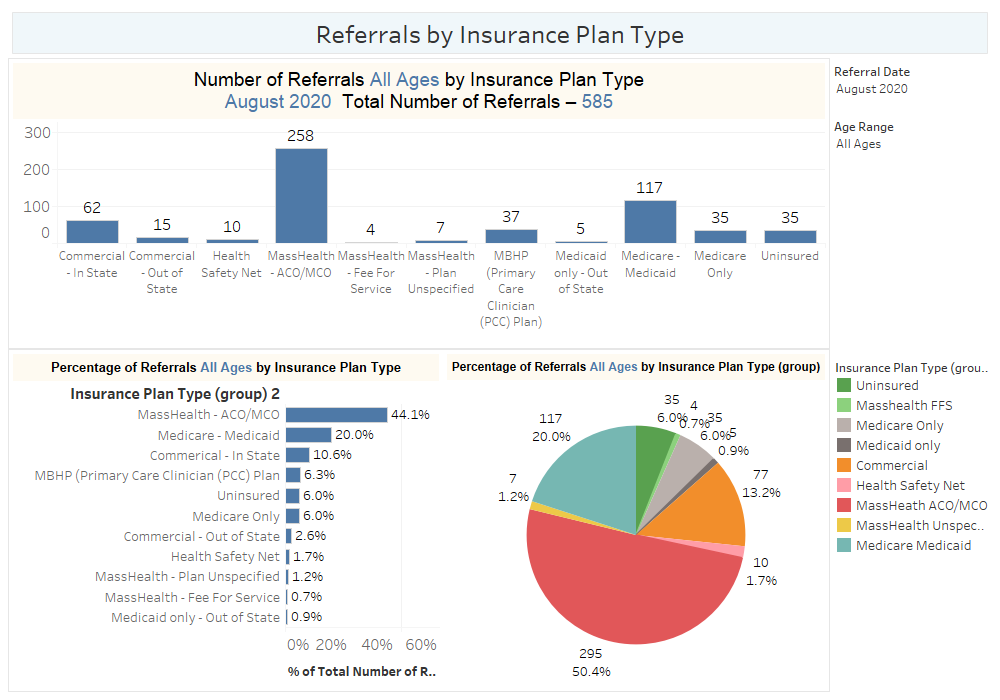 Referrals by Insurance Plan Type
Number of Referrals All Ages by Insurance Plan Type
August 2020 Total Number of Referrals – 585
Referral Date
August 2020
Age Range
All Ages
300
200
100
0
62
15
10
258
4
7
37
5
117
35
35
Commercial
- In State
Commercial
- Out of
State
Health
Safety Net
MassHealth
- ACO/MCO
MassHealth
- Fee For
Service
MassHealth
- Plan
Unspecified
MBHP
(Primary
Care
Clinician
(PCC) Plan)
Medicaid
only - Out
of State
Medicare -
Medicaid
Medicare
Only
Uninsured
Percentage of Referrals All Ages by Insurance Plan Type
Insurance Plan Type (group) 2
MassHealth - ACO/MCO 44.1%
Medicare - Medicaid 20.0%
Commerical - In State 10.6%
MBHP (Primary Care Clinician (PCC) Plan 6.3%
Uninsured 6.0%
Medicare Only 6.0%
Commercial - Out of State 2.6%
Health Safety Net 1.7%
MassHealth - Plan Unspecified 1.2%
MassHealth - Fee For Service 0.7%
Medicaid only - Out of State 0.9%
0% 20% 40% 60%
% of Total Number of R..
Percentage of Referrals All Ages by Insurance Plan Type (group)
35
6.0%
4
0.7%
35
6.0%
5
0.9%
77
13.2%
10
1.7%
295
50.4%
7
1.2%
117
20.0%
Insurance Plan Type (grou..
Uninsured
Masshealth FFS
Medicare Only
Medicaid only
Commercial
Health Safety Net
MassHeath ACO/MCO
MassHealth Unspec..
Medicare Medicaid